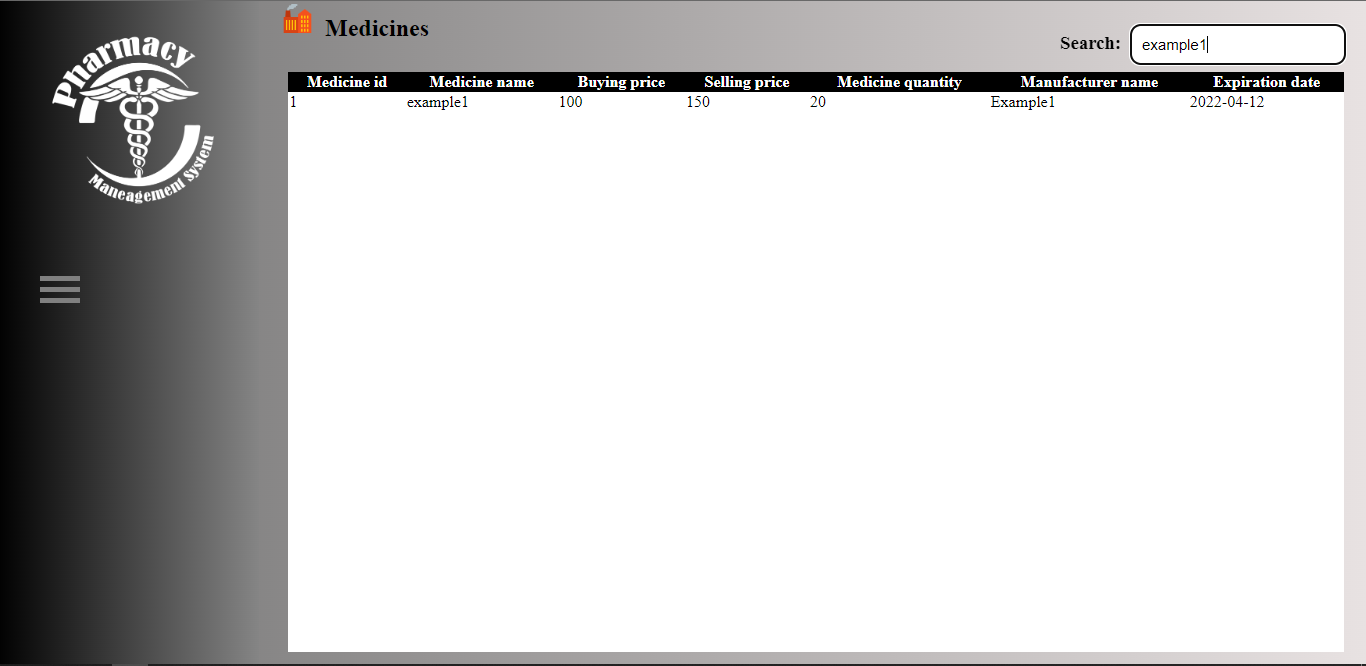 Pharmacy
Maneagement System
Medicines
Search: example1
Medicine id Medicine name Buying price Selling price Medicine quantity Manufacturer name Expiration date
1 example1 100 150 20 Example1 2022-04-12